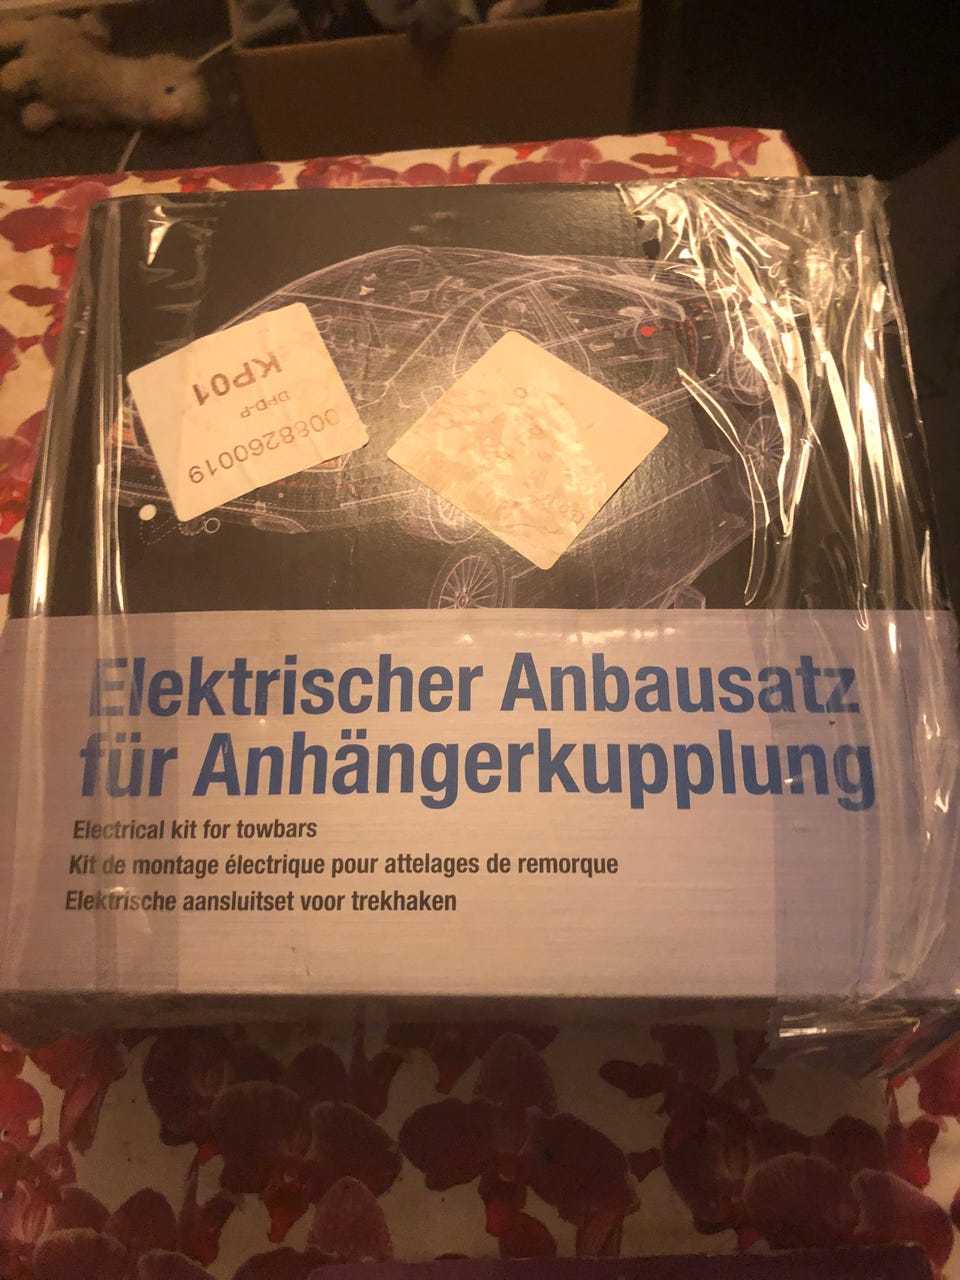 KP01
DPD-P
0088260019
Elektrischer Anbausatz
für Anhängerkupplung
Electrical kit for towbars
Kit de montage électrique pour attelages de remorque
Elektrische aansluitset voor trekhaken